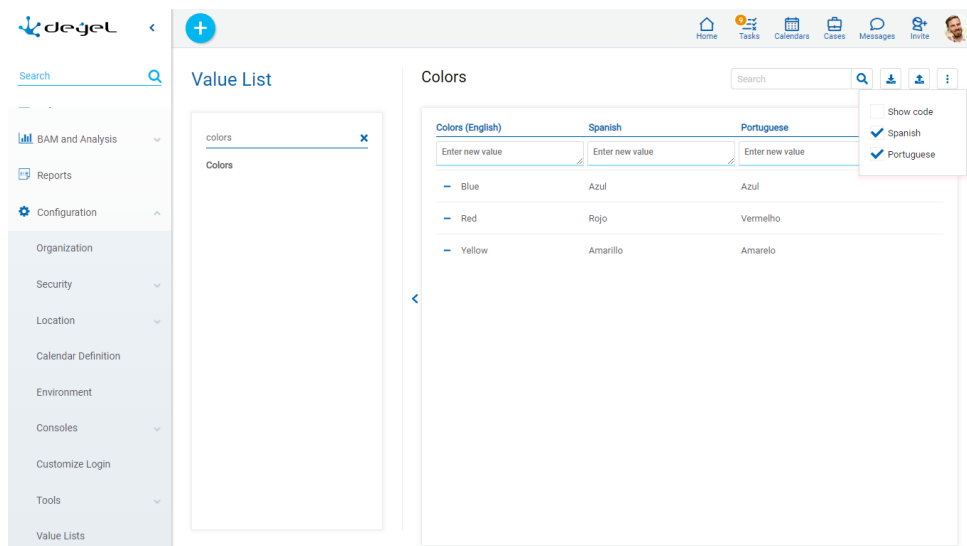 deyel
Search
BAM and Analysis
Reports
Configuration
Organization
Security
Location
Calendar Definition
Environment
Consoles
Customize Login
Tools
Value Lists
9
Home Tasks Calendars Cases Messages Invite
Value List
colors
Colors
Colors
Search
Show code
Spanish
Portuguese
Colors (English) Spanish Portuguese
Enter new value Enter new value Enter new value
Blue Azul Azul
Red Rojo Vermelho
Yellow Amarillo Amarelo